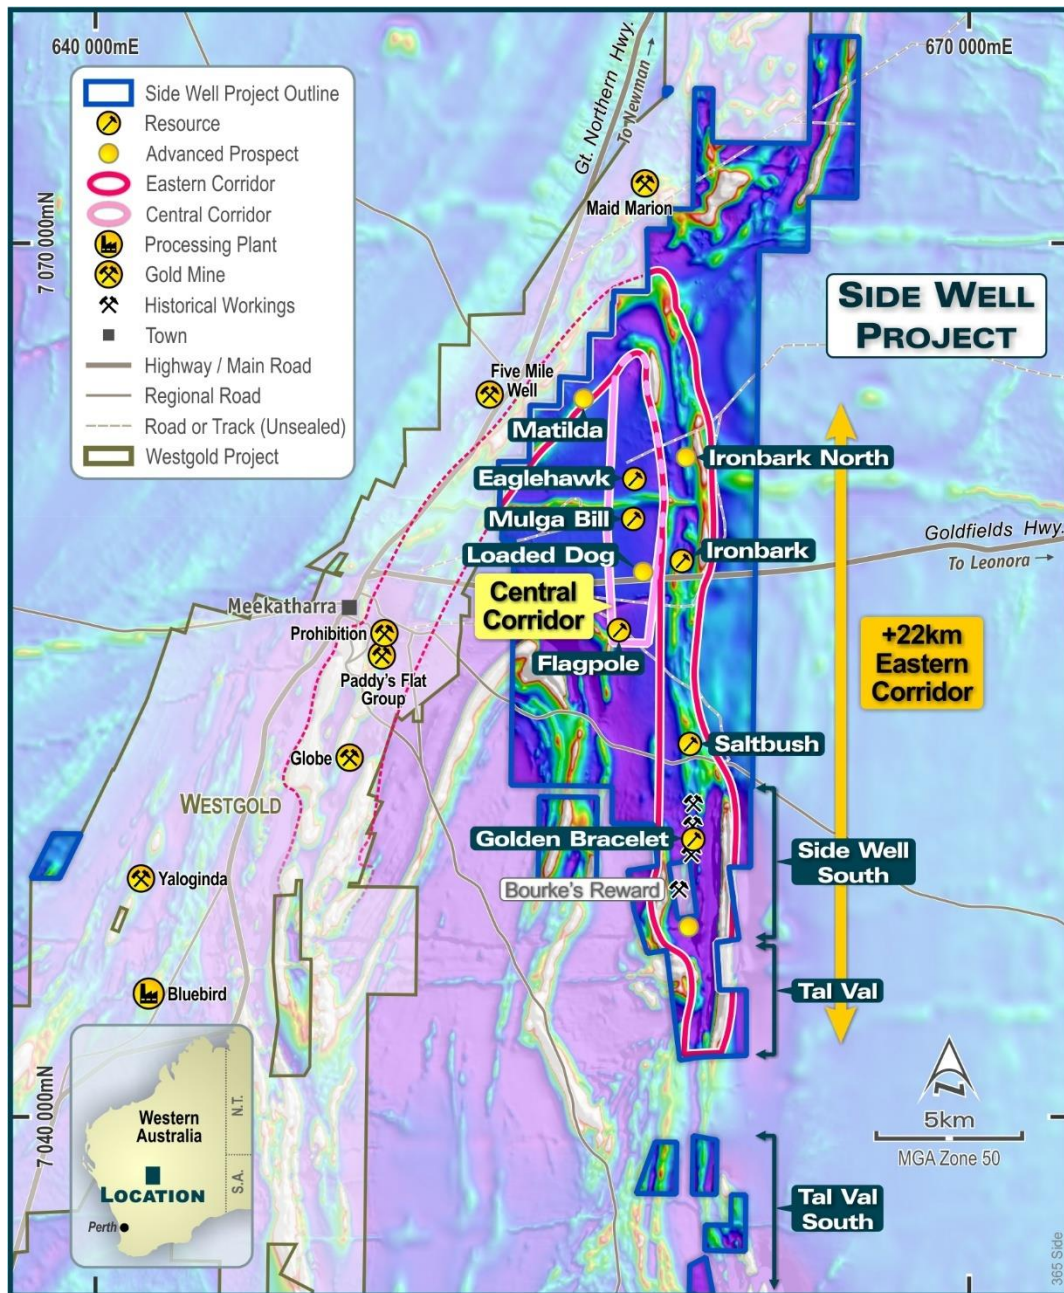 640 000mE
670 000mE
Gt. Northern Hwy.
To Newman →
Side Well Project Outline
Resource
Advanced Prospect
Eastern Corridor
Central Corridor
Processing Plant
Gold Mine
Historical Workings
Town
Highway / Main Road
Regional Road
Road or Track (Unsealed)
Westgold Project
Maid Marion
7 070 000mN
SIDE WELL
PROJECT
Five Mile
Well
Matilda
Ironbark North
Eaglehawk
Mulga Bill
Loaded Dog
Ironbark
Goldfields Hwy.
To Leonora →
Central
Corridor
Meekatharra
Prohibition
Paddy's Flat
Group
Flagpole
+22km
Eastern
Corridor
Globe
Saltbush
WESTGOLD
Golden Bracelet
Side Well
South
Yaloginda
Bourke's Reward
Bluebird
Tal Val
7 040 000mN
Western
Australia
LOCATION
Perth
N.T.
S.A.
N
5km
MGA Zone 50
Tal Val
South
365 Side